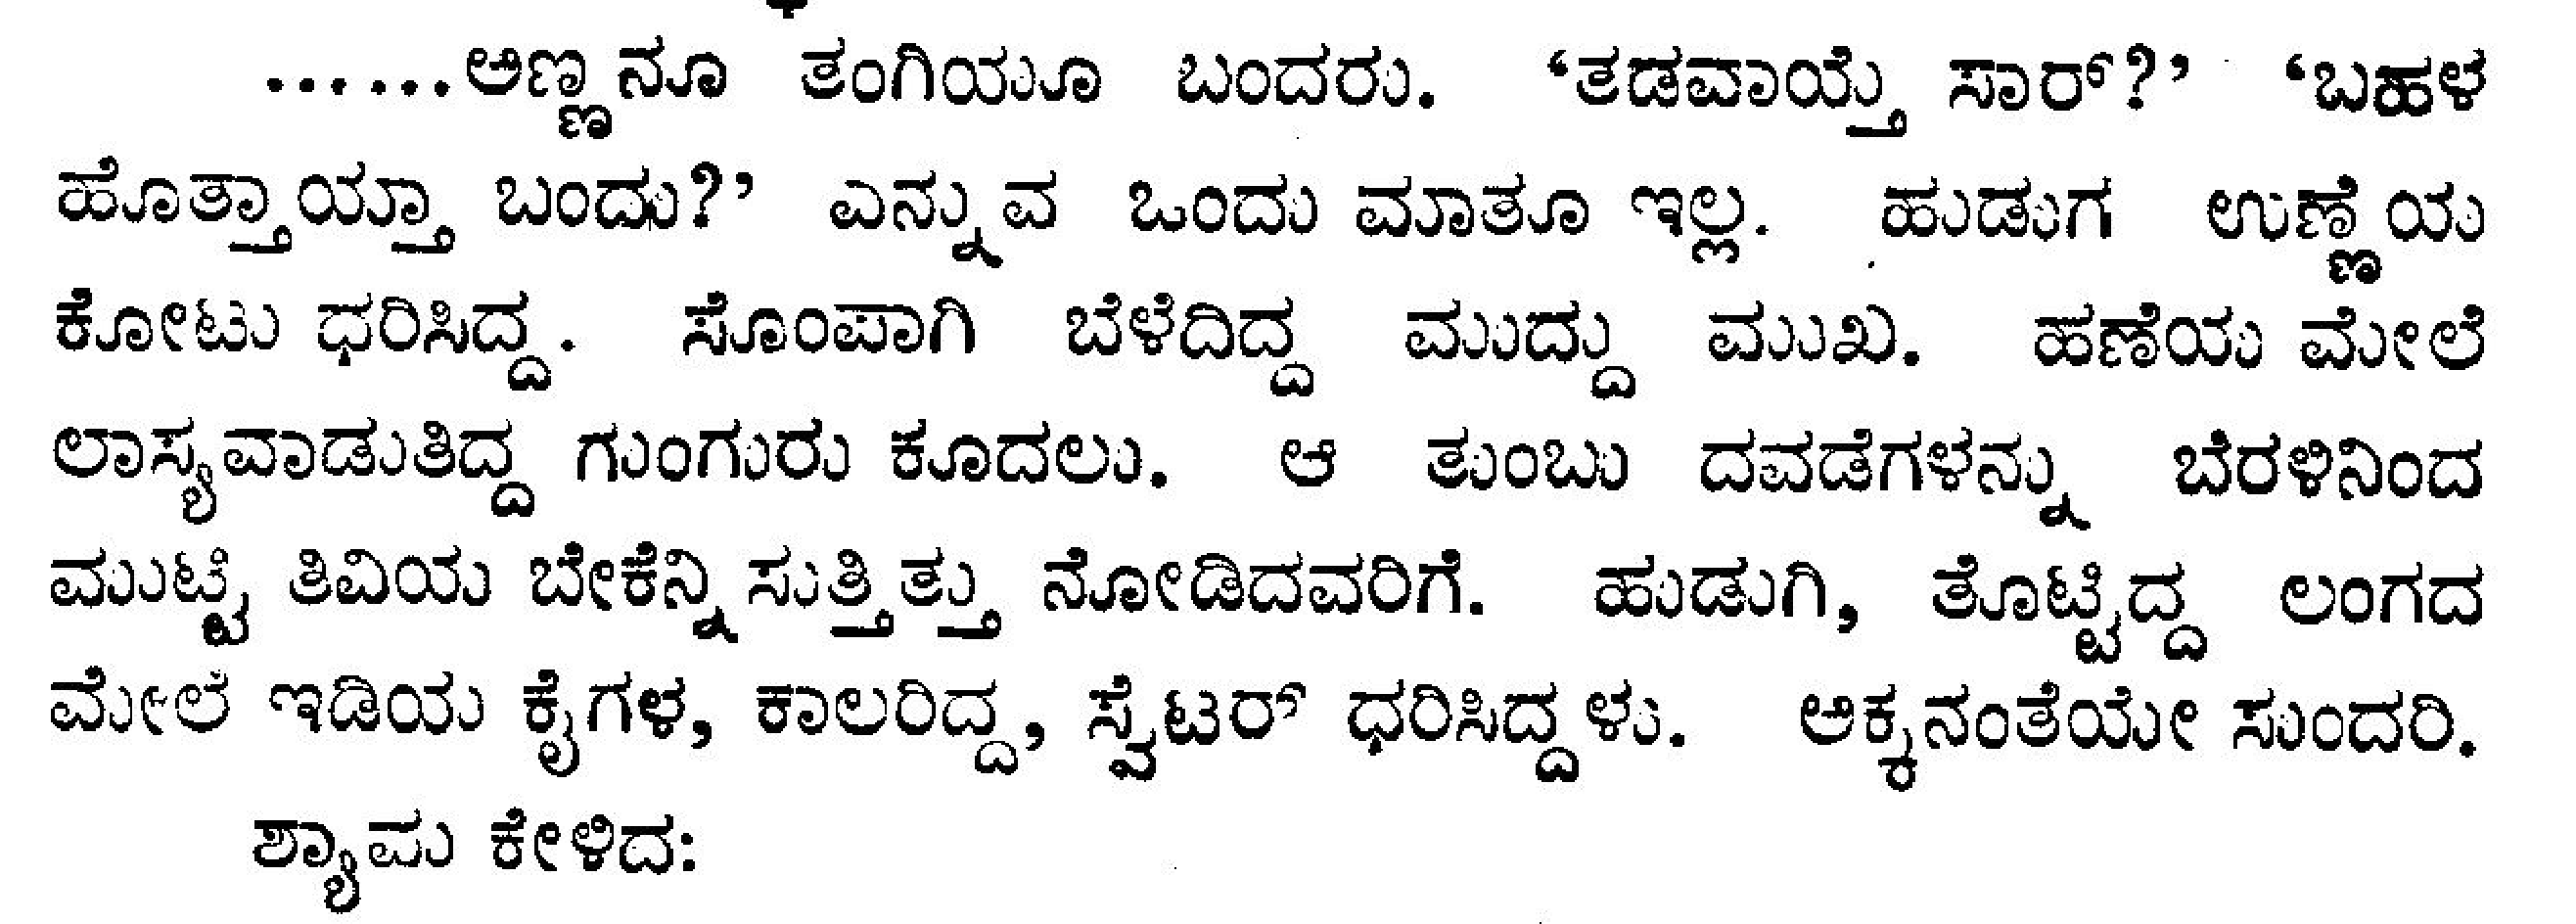 ......ಅಣ್ಣನೂ ತಂಗಿಯೂ ಬಂದರು. ‘ತಡವಾಯ್ತೆ ಸಾರ್?’ ‘ಬಹಳ
ಹೊತ್ತಾಯ್ತಾ ಬಂದು?’ ಎನ್ನುವ ಒಂದು ಮಾತೂ ಇಲ್ಲ. ಹುಡುಗ ಉಣ್ಣೆಯ
ಕೋಟು ಧರಿಸಿದ್ದ. ಸೊಂಪಾಗಿ ಬೆಳೆದಿದ್ದ ಮುದ್ದು ಮುಖ. ಹಣೆಯ ಮೇಲೆ
ಲಾಸ್ಯವಾಡುತಿದ್ದ ಗುಂಗುರು ಕೂದಲು. ಆ ತುಂಬು ದವಡೆಗಳನ್ನು ಬೆರಳಿನಿಂದ
ಮುಟ್ಟಿ ತಿವಿಯ ಬೇಕೆನ್ನಿಸುತ್ತಿತ್ತು ನೋಡಿದವರಿಗೆ. ಹುಡುಗಿ, ತೊಟ್ಟಿದ್ದ ಲಂಗದ
ಮೇಲೆ ಇಡಿಯ ಕೈಗಳ, ಕಾಲರಿದ್ದ, ಸ್ವೆಟರ್ ಧರಿಸಿದ್ದಳು. ಅಕ್ಕನಂತೆಯೇ ಸುಂದರಿ.
ಶ್ಯಾಮ ಕೇಳಿದ: